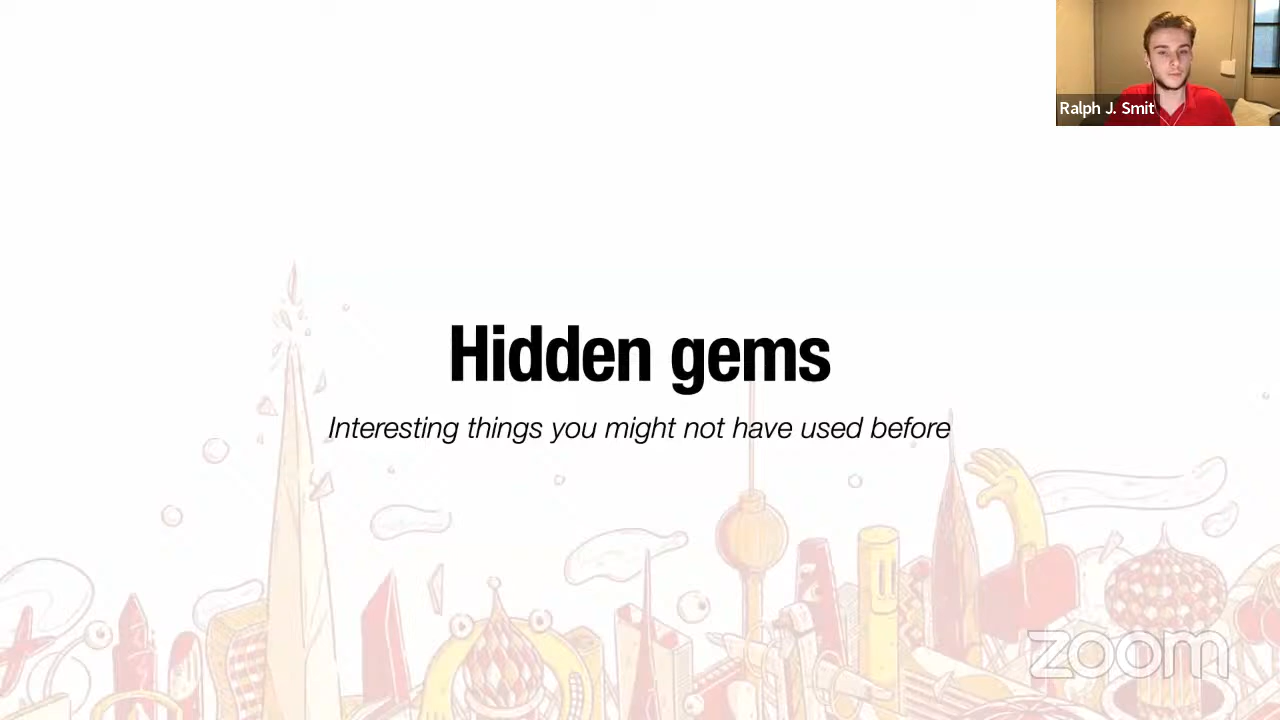 Ralph J. Smit
Hidden gems
Interesting things you might not have used before
zoom